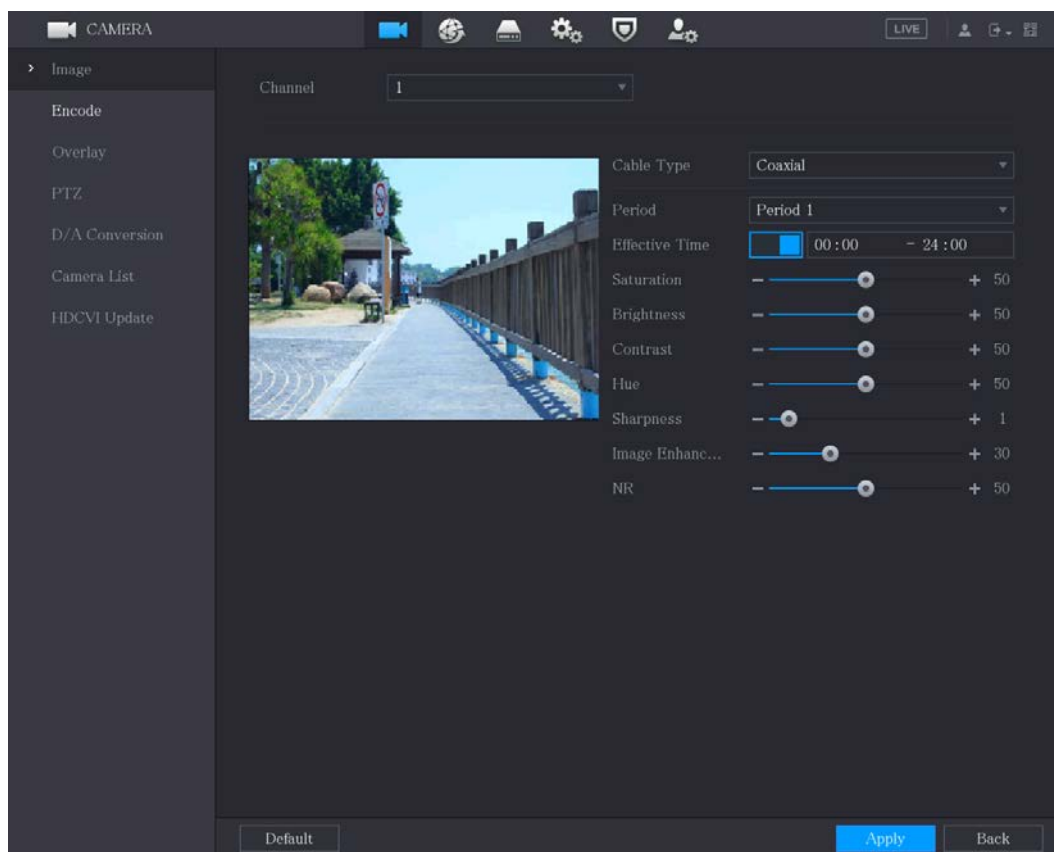 CAMERA
LIVE
Image
Encode
Overlay
PTZ
D/A Conversion
Camera List
HDCVI Update
Channel
1
Cable Type
Coaxial
Period
Period 1
Effective Time
00:00 - 24:00
Saturation
50
Brightness
50
Contrast
50
Hue
50
Sharpness
1
Image Enhanc...
30
NR
50
Default
Apply
Back